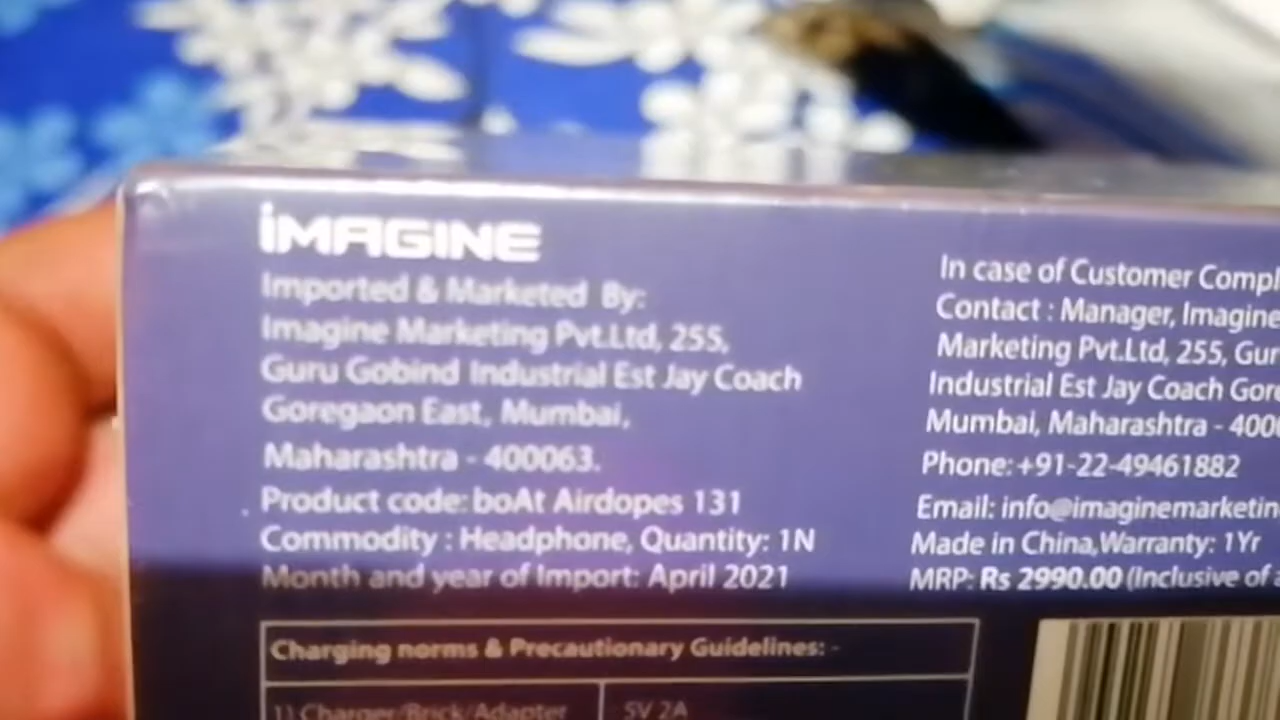 iMAGINE
Imported & Marketed By:
Imagine Marketing Pvt.Ltd, 255,
Guru Gobind Industrial Est Jay Coach
Goregaon East, Mumbai,
Maharashtra - 400063.
Product code: boAt Airdopes 131
Commodity : Headphone, Quantity: 1N
Month and year of Import: April 2021
In case of Customer Compl
Contact : Manager, Imagine
Marketing Pvt.Ltd, 255, Gur
Industrial Est Jay Coach Gore
Mumbai, Maharashtra - 400
Phone: +91-22-49461882
Email: info@imaginemarketin
Made in China,Warranty: 1Yr
MRP: Rs 2990.00 (Inclusive of a
Charging norms & Precautionary Guidelines: -
1) Charger/Brick/Adapter 5V 2A